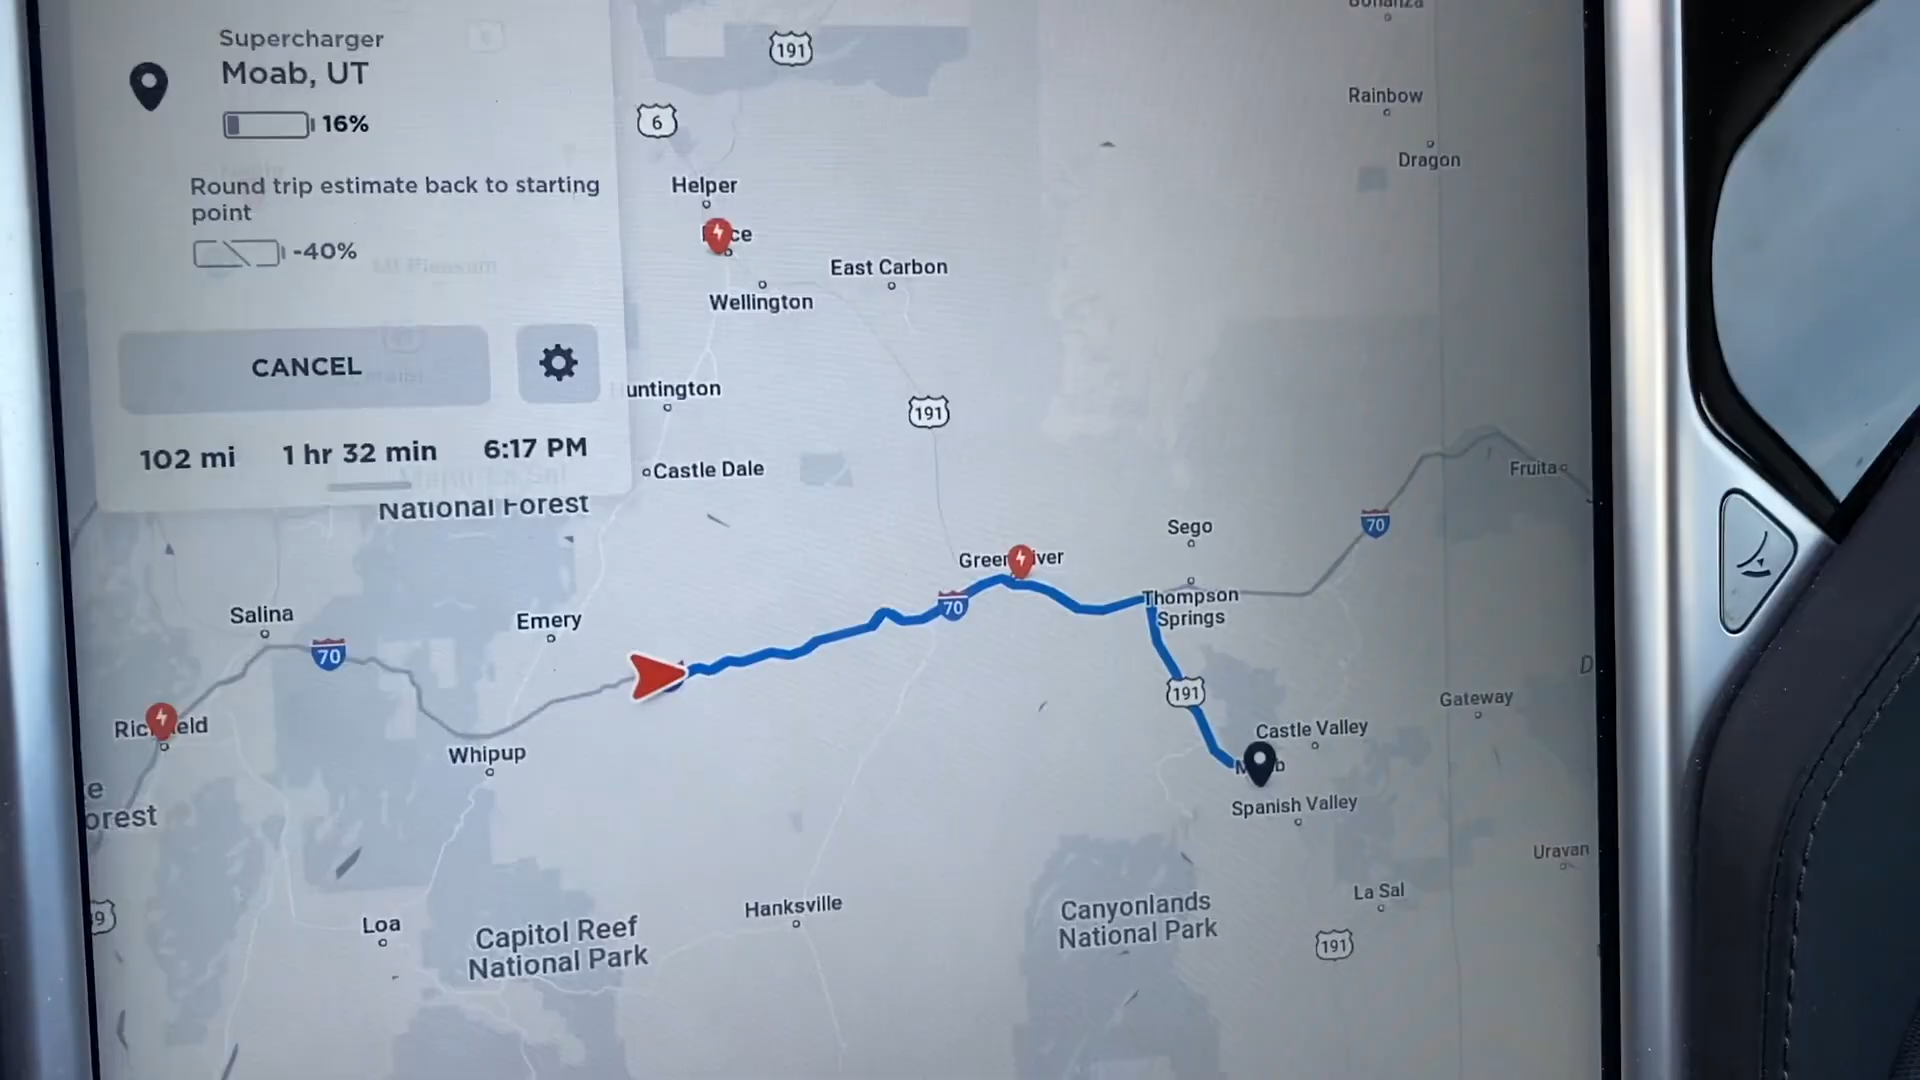 Supercharger
Moab, UT
16%
Round trip estimate back to starting
point
-40%
CANCEL
102 mi 1 hr 32 min 6:17 PM
National Forest
191
6
Rainbow
Dragon
Helper
Wellington
East Carbon
untington
191
Castle Dale
Fruita
70
Sego
Green iver
70
Thompson
Springs
Salina
70
Emery
191
Gateway
Castle Valley
Spanish Valley
Whipup
Uravan
La Sal
191
Hanksville
Canyonlands
National Park
Loa
Capitol Reef
National Park
orest